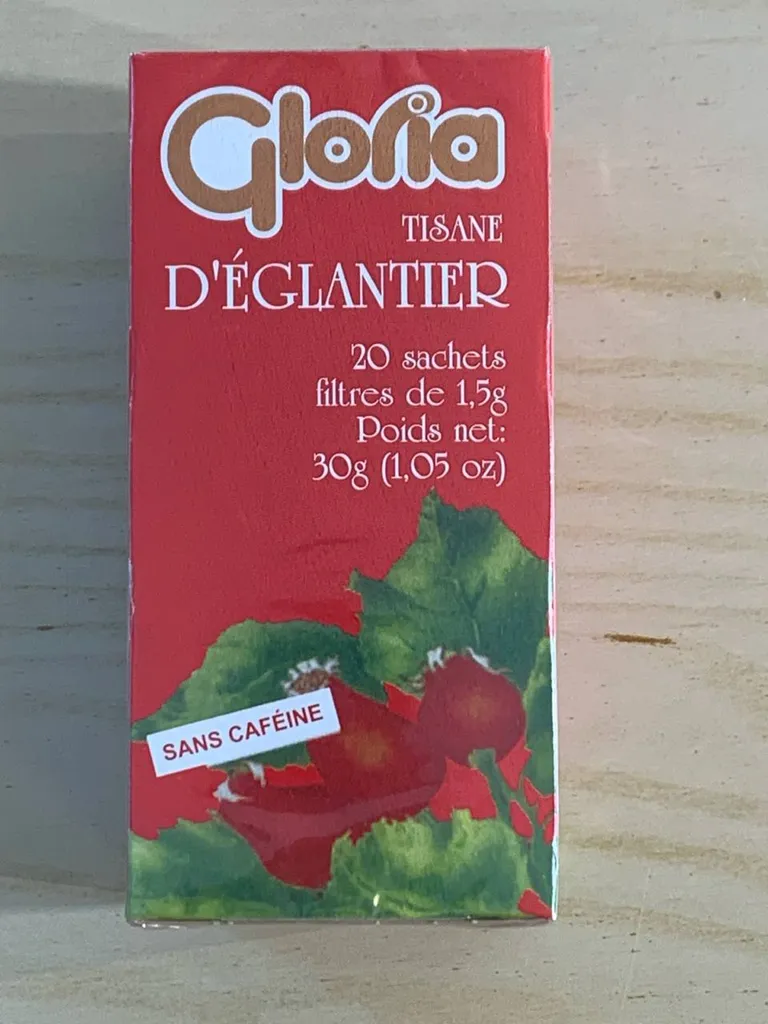 Gloria
TISANE
D'ÉGLANTIER
20 sachets
filtres de 1,5g
Poids net:
30g (1,05 oz)
SANS CAFÉINE